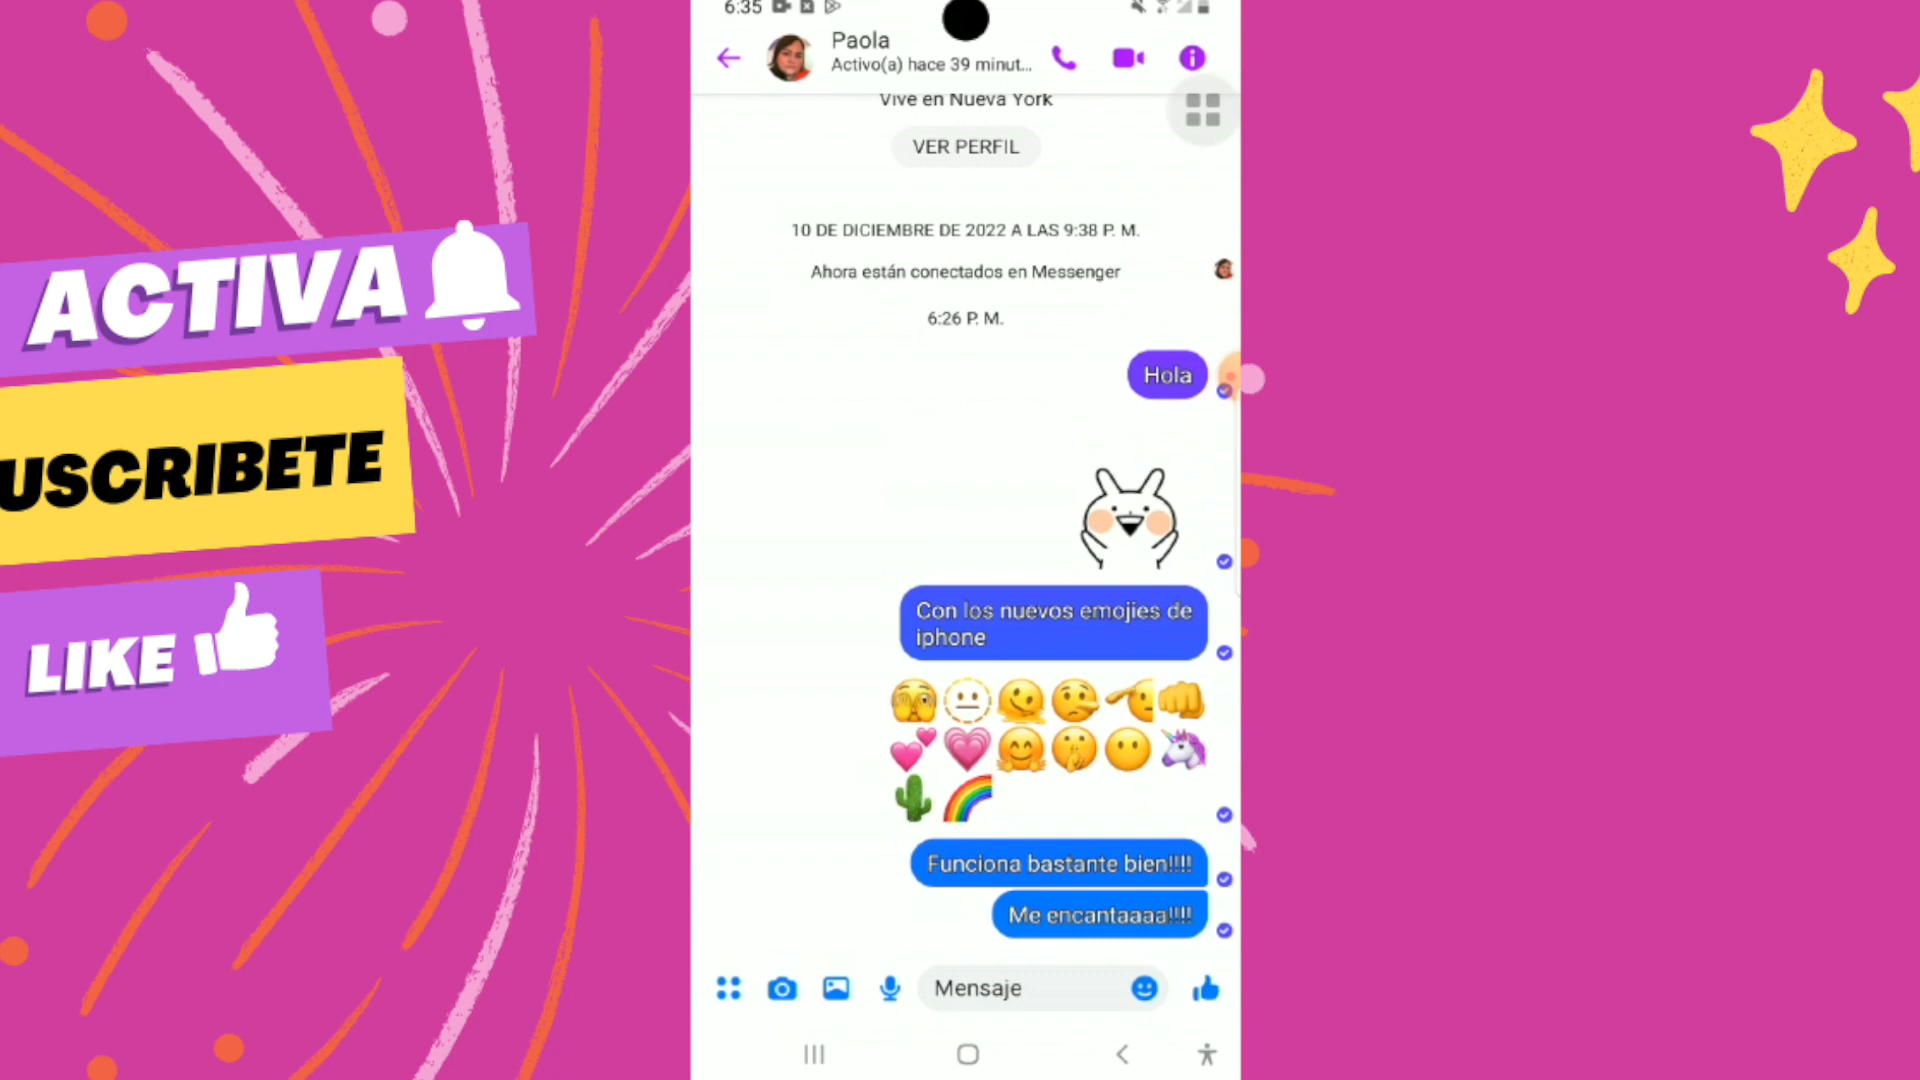 6:35
Paola
Activo(a) hace 39 minut...
Vive en Nueva York
VER PERFIL
10 DE DICIEMBRE DE 2022 A LAS 9:38 P. M.
Ahora están conectados en Messenger
6:26 P. M.
Hola
Con los nuevos emojies de
iphone
Funciona bastante bien!!!!
Me encantaaaa!!!!
Mensaje
ACTIVA
USCRIBETE
LIKE